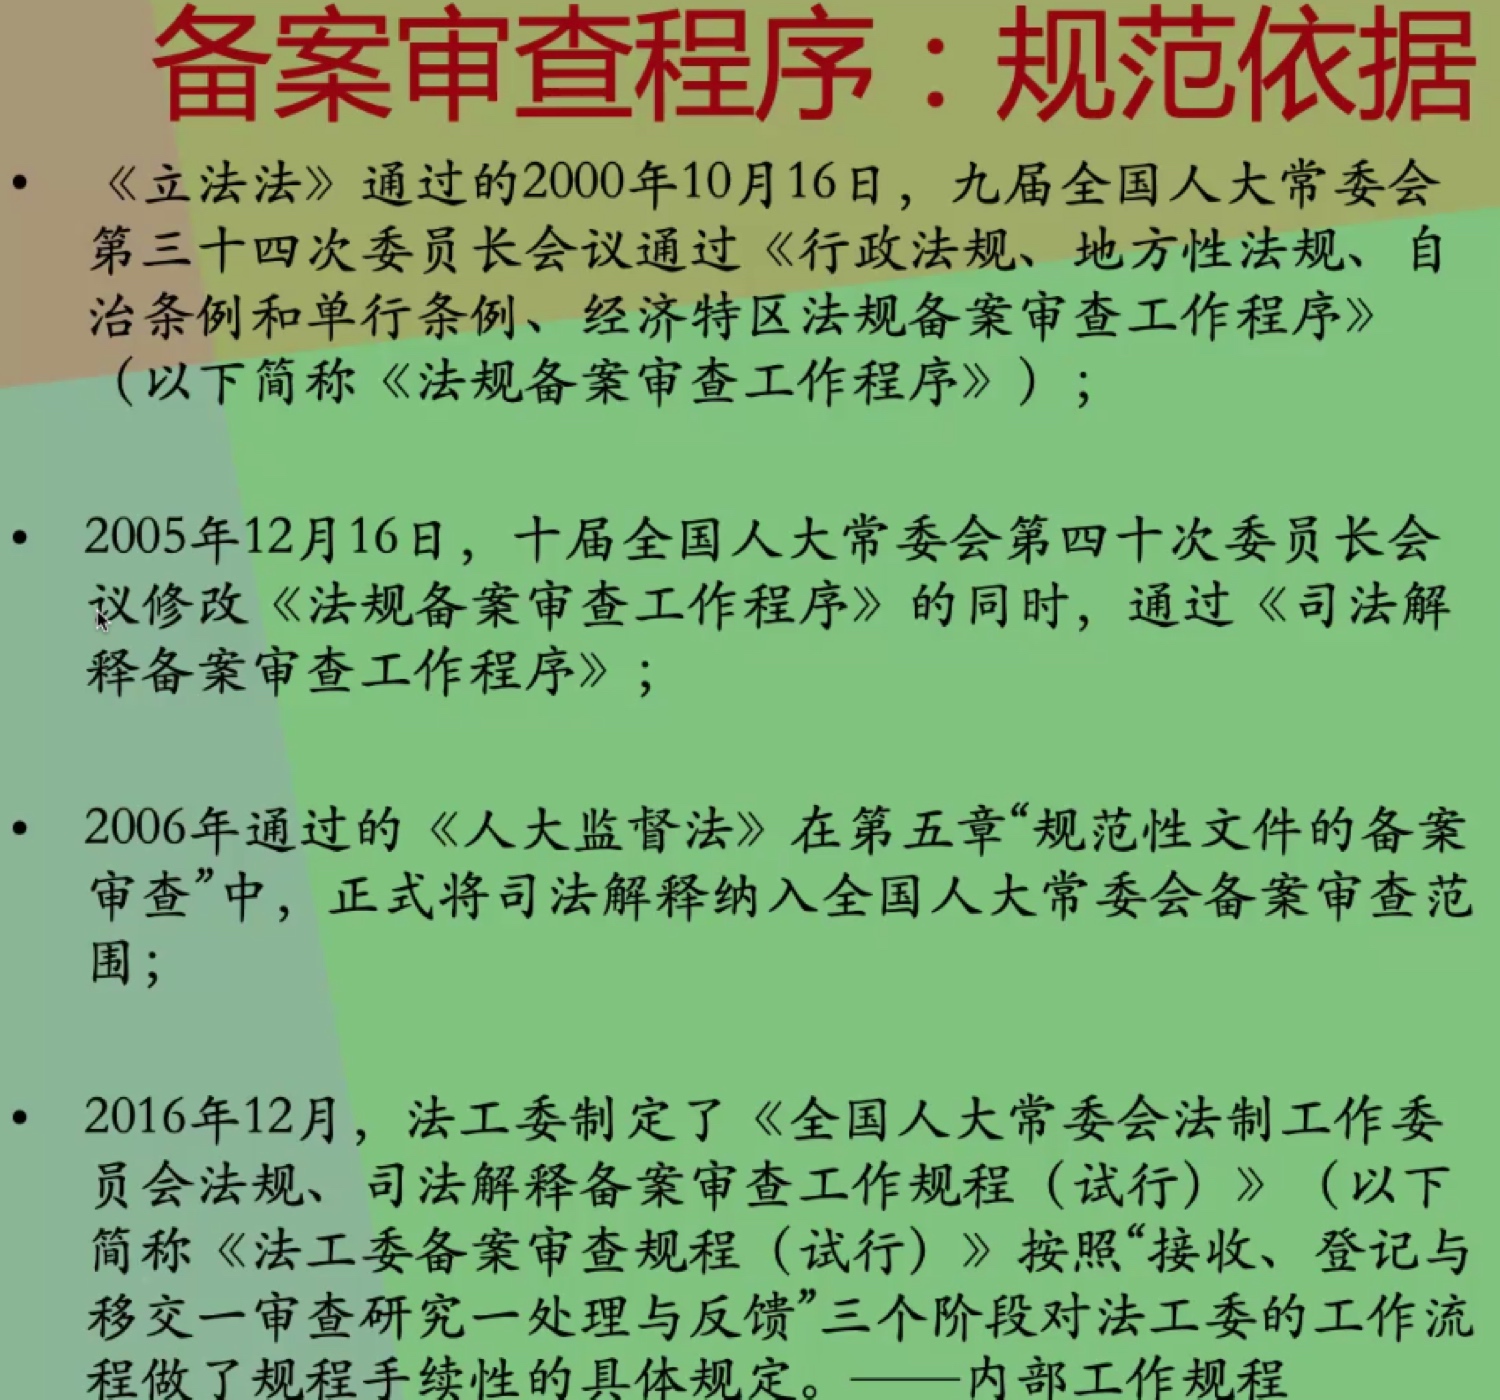 备案审查程序：规范依据
• 《立法法》通过的2000年10月16日，九届全国人大常委会
第三十四次委员长会议通过《行政法规、地方性法规、自
治条例和单行条例、经济特区法规备案审查工作程序》
（以下简称《法规备案审查工作程序》）；
• 2005年12月16日，十届全国人大常委会第四十次委员长会
议修改《法规备案审查工作程序》的同时，通过《司法解
释备案审查工作程序》；
• 2006年通过的《人大监督法》在第五章“规范性文件的备案
审查”中，正式将司法解释纳入全国人大常委会备案审查范
围；
• 2016年12月，法工委制定了《全国人大常委会法制工作委
员会法规、司法解释备案审查工作规程（试行）》（以下
简称《法工委备案审查规程（试行）》按照“接收、登记与
移交一审查研究一处理与反馈”三个阶段对法工委的工作流
程做了规程手续性的具体规定。——内部工作规程